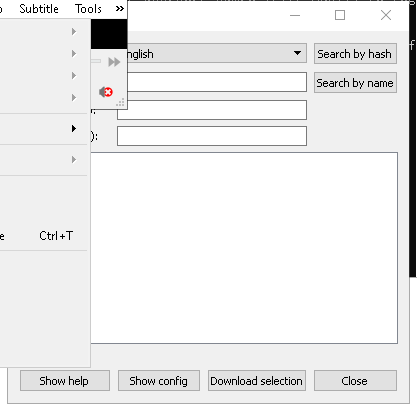 Subtitle Tools »
nglish
Search by hash
Search by name
):
e Ctrl+T
Show help Show config Download selection Close